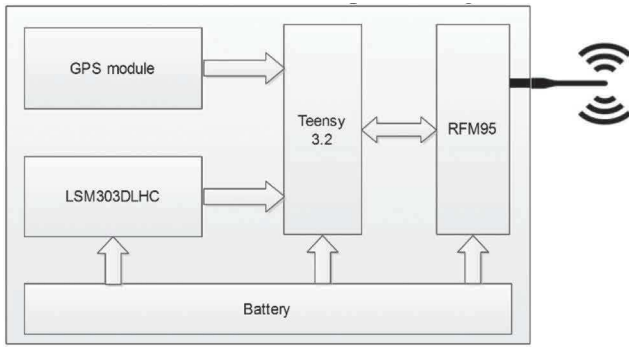 GPS module
Teensy
3.2
RFM95
LSM303DLHC
Battery